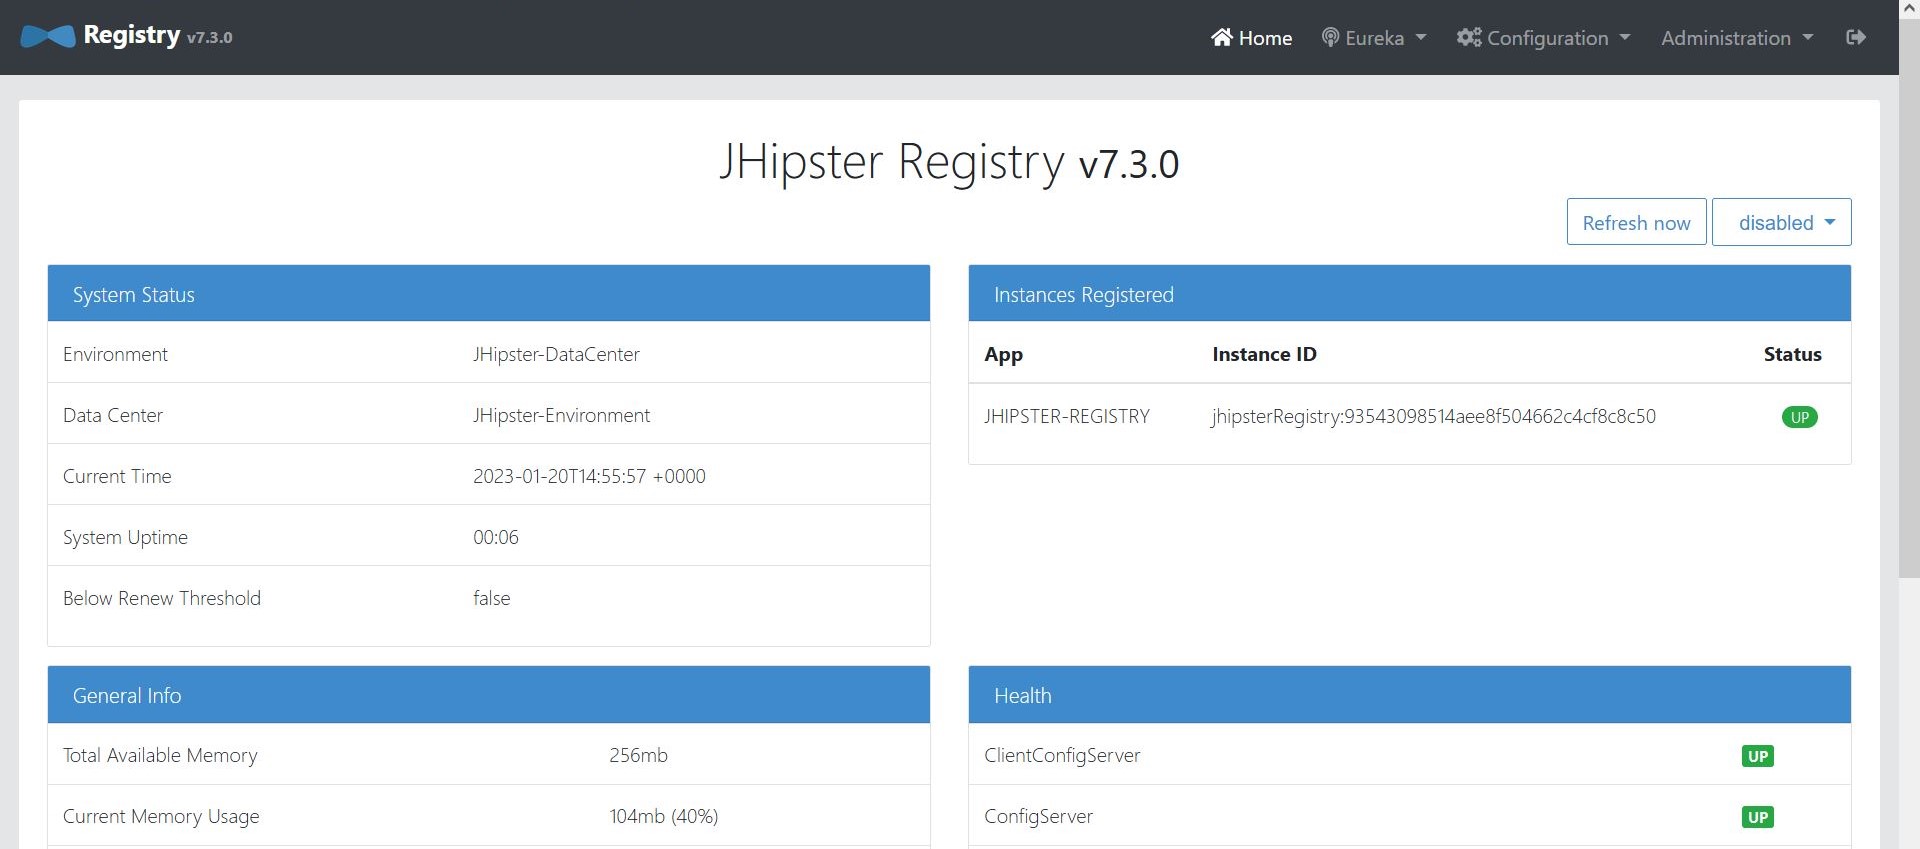 Registry v7.3.0
Home Eureka Configuration Administration
JHipster Registry v7.3.0
Refresh now disabled
System Status
Environment JHipster-DataCenter
Data Center JHipster-Environment
Current Time 2023-01-20T14:55:57 +0000
System Uptime 00:06
Below Renew Threshold false
Instances Registered
App Instance ID Status
JHIPSTER-REGISTRY jhipsterRegistry:93543098514aee8f504662c4cf8c8c50 UP
General Info
Total Available Memory 256mb
Current Memory Usage 104mb (40%)
Health
ClientConfigServer UP
ConfigServer UP